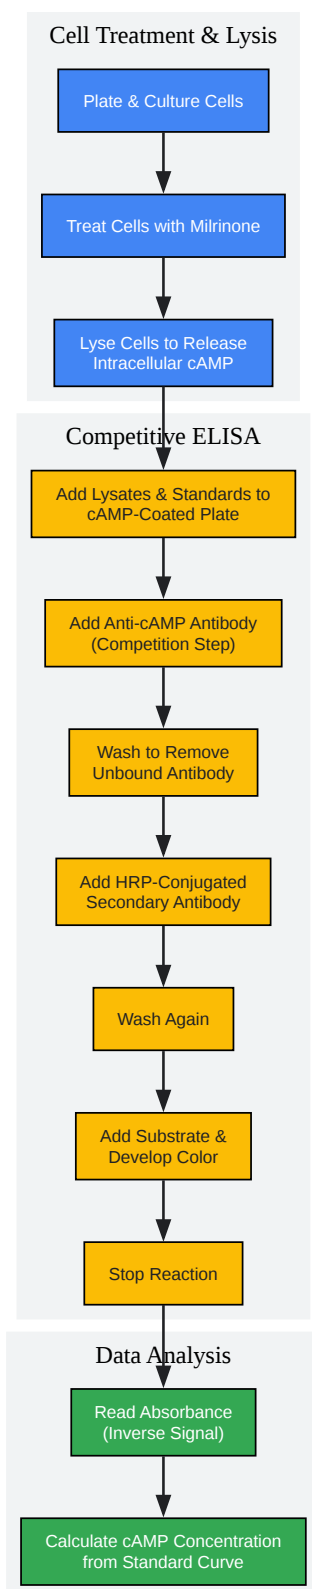 Cell Treatment & Lysis
Plate & Culture Cells
Treat Cells with Milrinone
Lyse Cells to Release
Intracellular cAMP
Competitive ELISA
Add Lysates & Standards to
cAMP-Coated Plate
Add Anti-cAMP Antibody
(Competition Step)
Wash to Remove
Unbound Antibody
Add HRP-Conjugated
Secondary Antibody
Wash Again
Add Substrate &
Develop Color
Stop Reaction
Data Analysis
Read Absorbance
(Inverse Signal)
Calculate cAMP Concentration
from Standard Curve